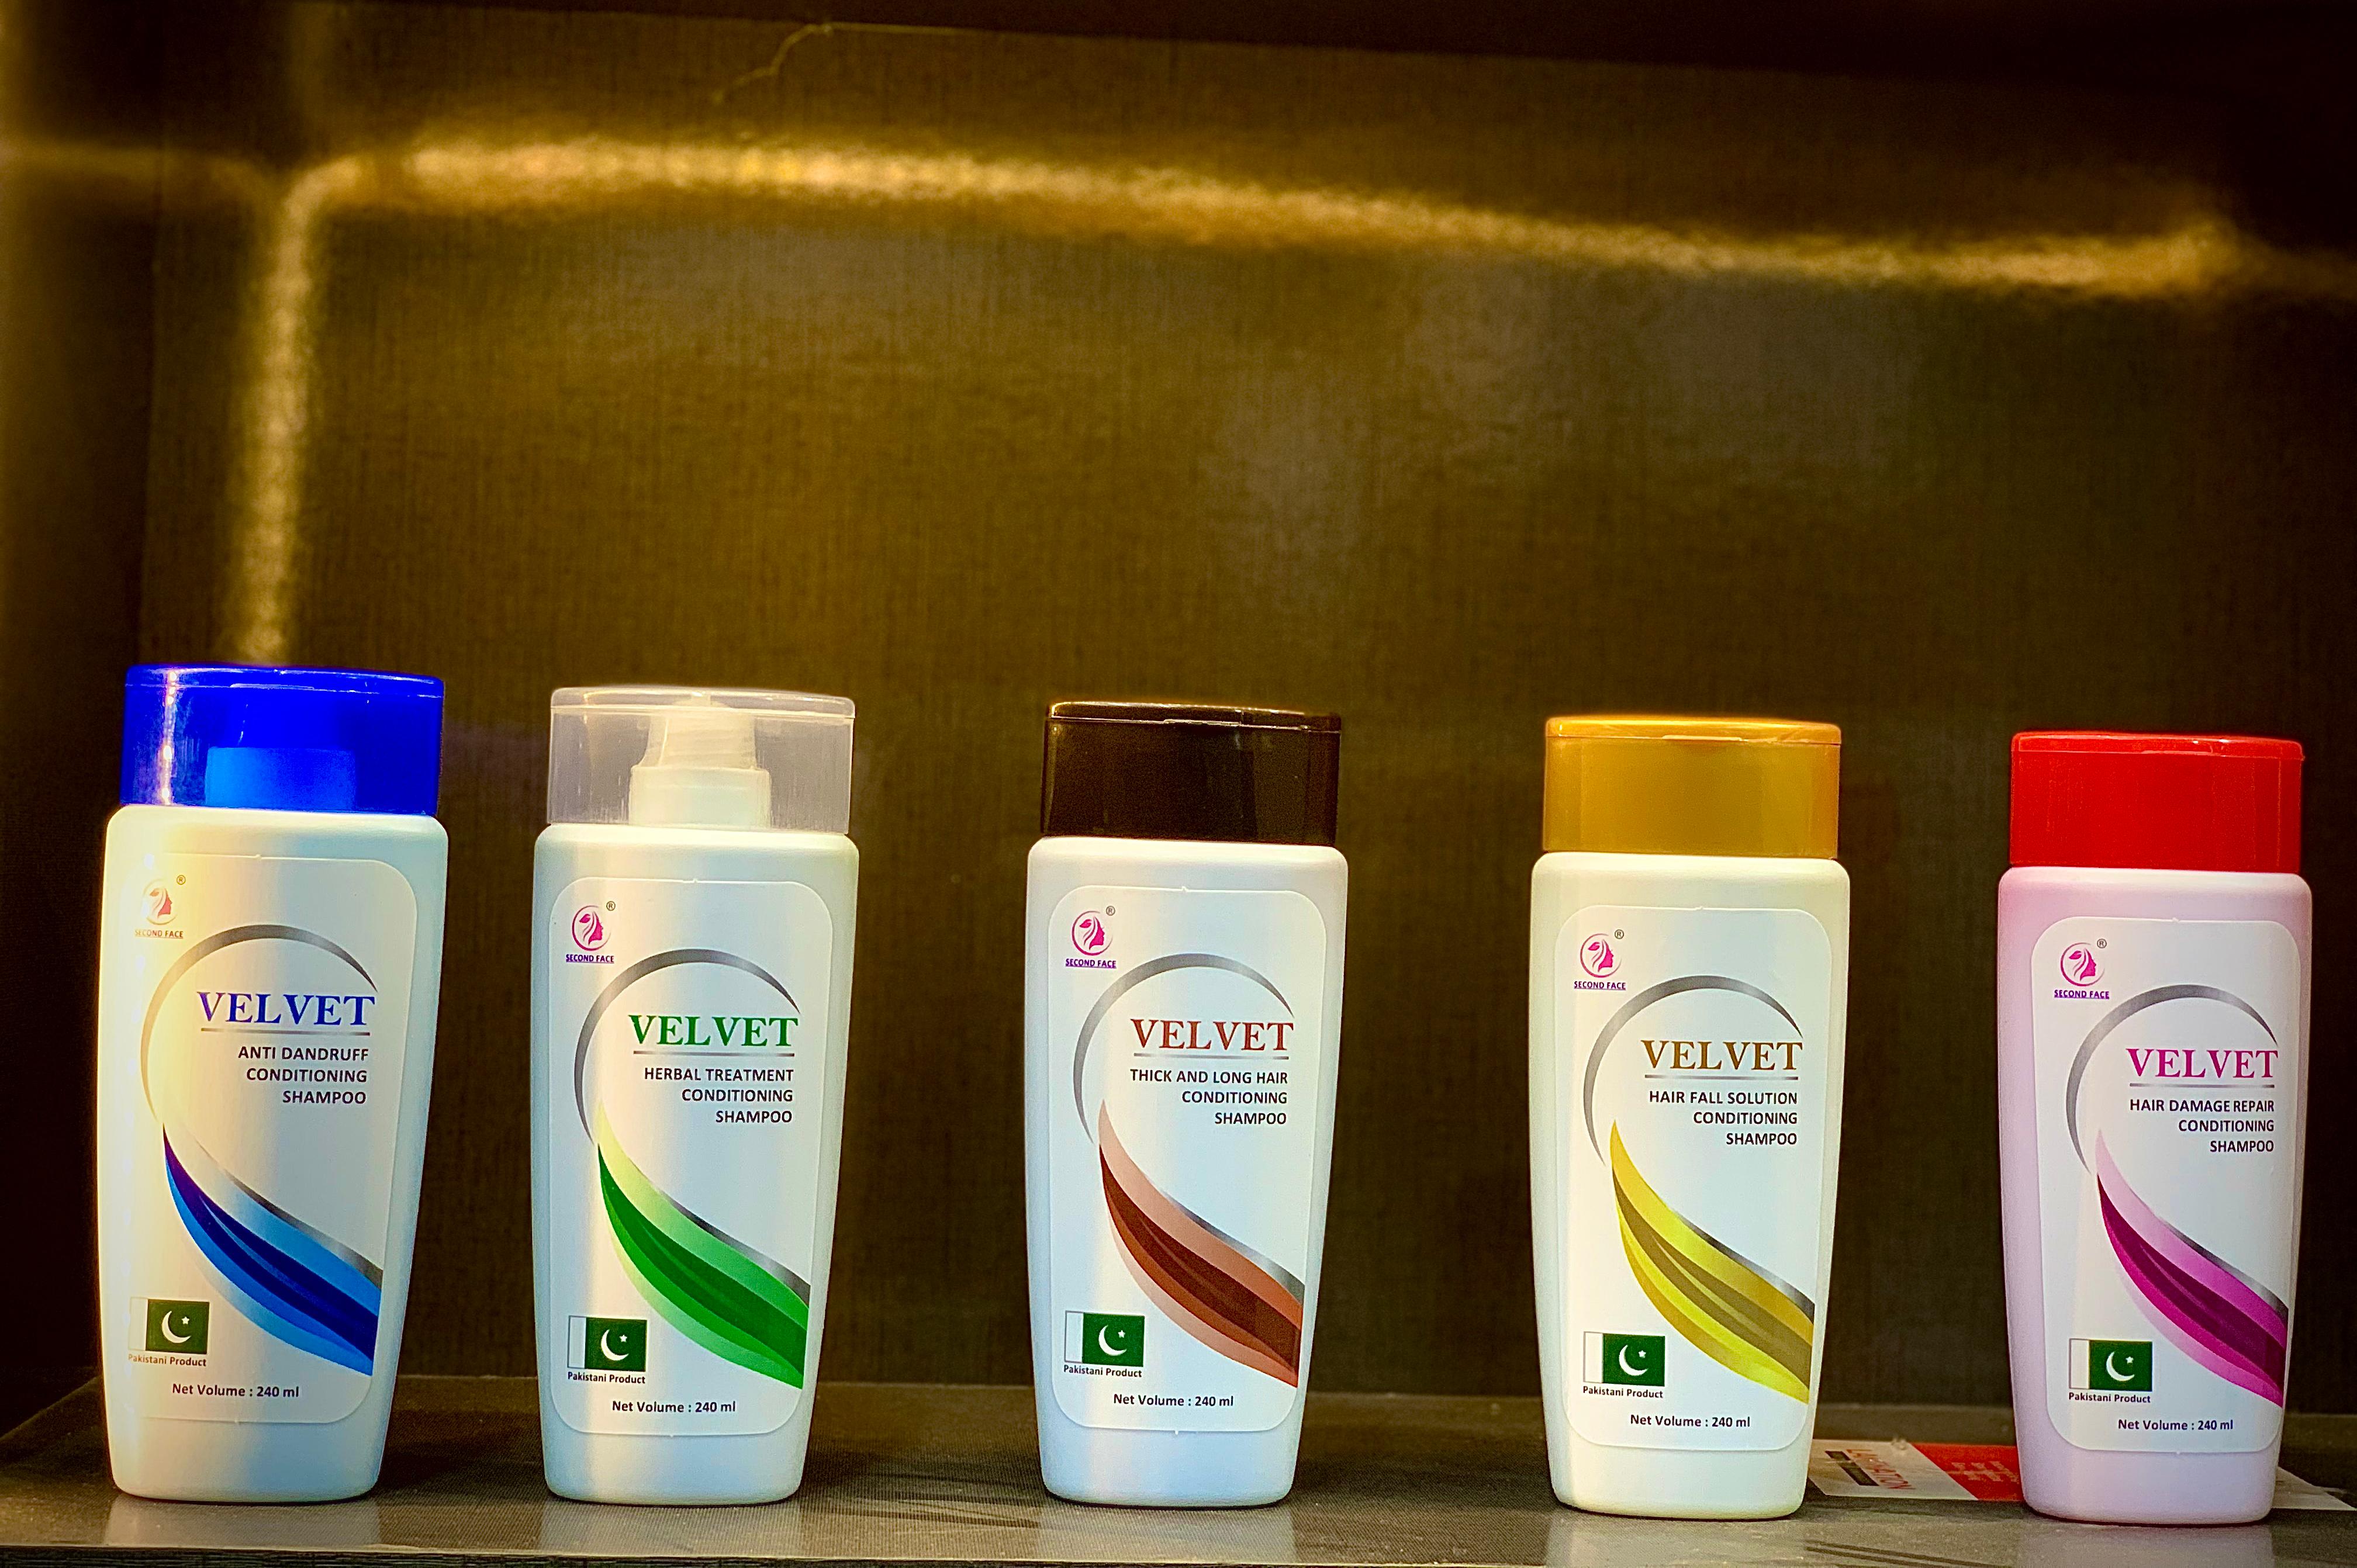 ®
SECOND FACE
VELVET
ANTI DANDRUFF
CONDITIONING
SHAMPOO
Pakistani Product
Net Volume : 240 ml
®
SECOND FACE
VELVET
HERBAL TREATMENT
CONDITIONING
SHAMPOO
Pakistani Product
Net Volume : 240 ml
®
SECOND FACE
VELVET
THICK AND LONG HAIR
CONDITIONING
SHAMPOO
Pakistani Product
Net Volume : 240 ml
®
SECOND FACE
VELVET
HAIR FALL SOLUTION
CONDITIONING
SHAMPOO
Pakistani Product
Net Volume : 240 ml
®
SECOND FACE
VELVET
HAIR DAMAGE REPAIR
CONDITIONING
SHAMPOO
Pakistani Product
Net Volume : 240 ml